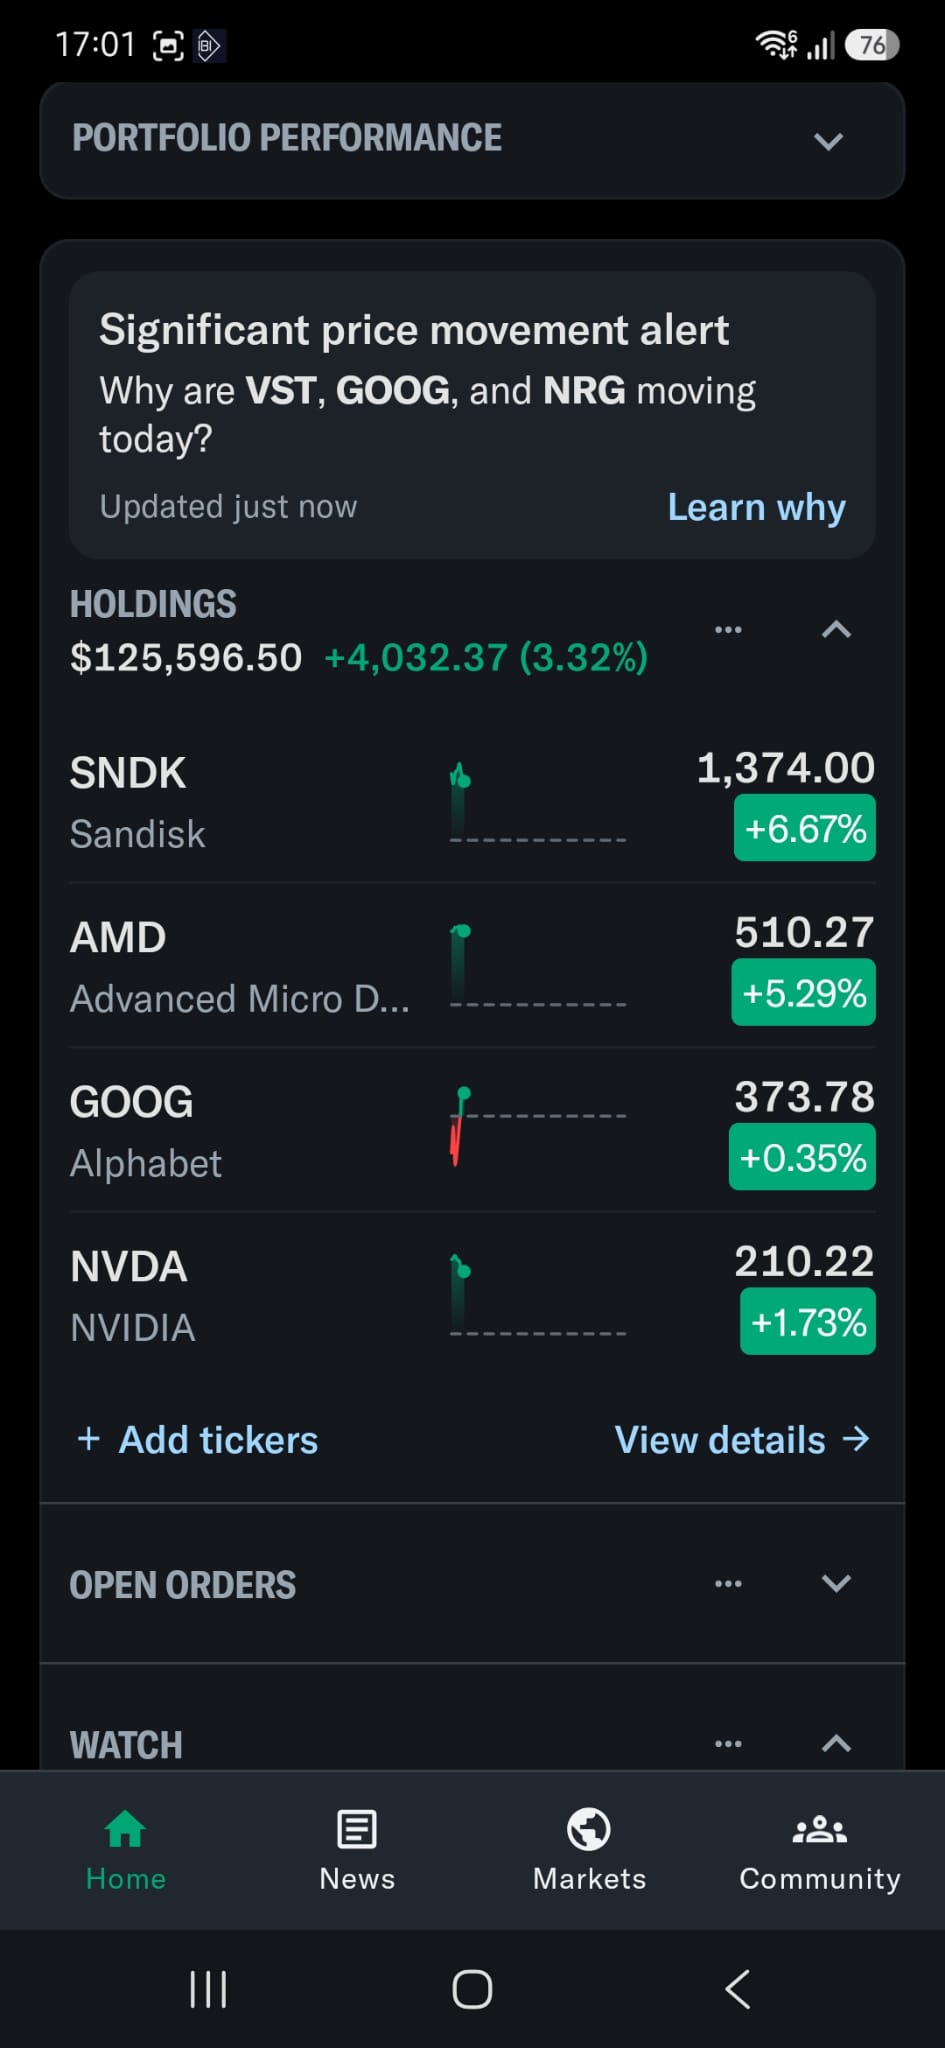 17:01
IBI
6
76
PORTFOLIO PERFORMANCE
Significant price movement alert
Why are VST, GOOG, and NRG moving
today?
Updated just now
Learn why
HOLDINGS
$125,596.50 +4,032.37 (3.32%)
SNDK
1,374.00
Sandisk
+6.67%
AMD
510.27
Advanced Micro D...
+5.29%
GOOG
373.78
Alphabet
+0.35%
NVDA
210.22
NVIDIA
+1.73%
+ Add tickers
View details →
OPEN ORDERS
WATCH
Home
News
Markets
Community